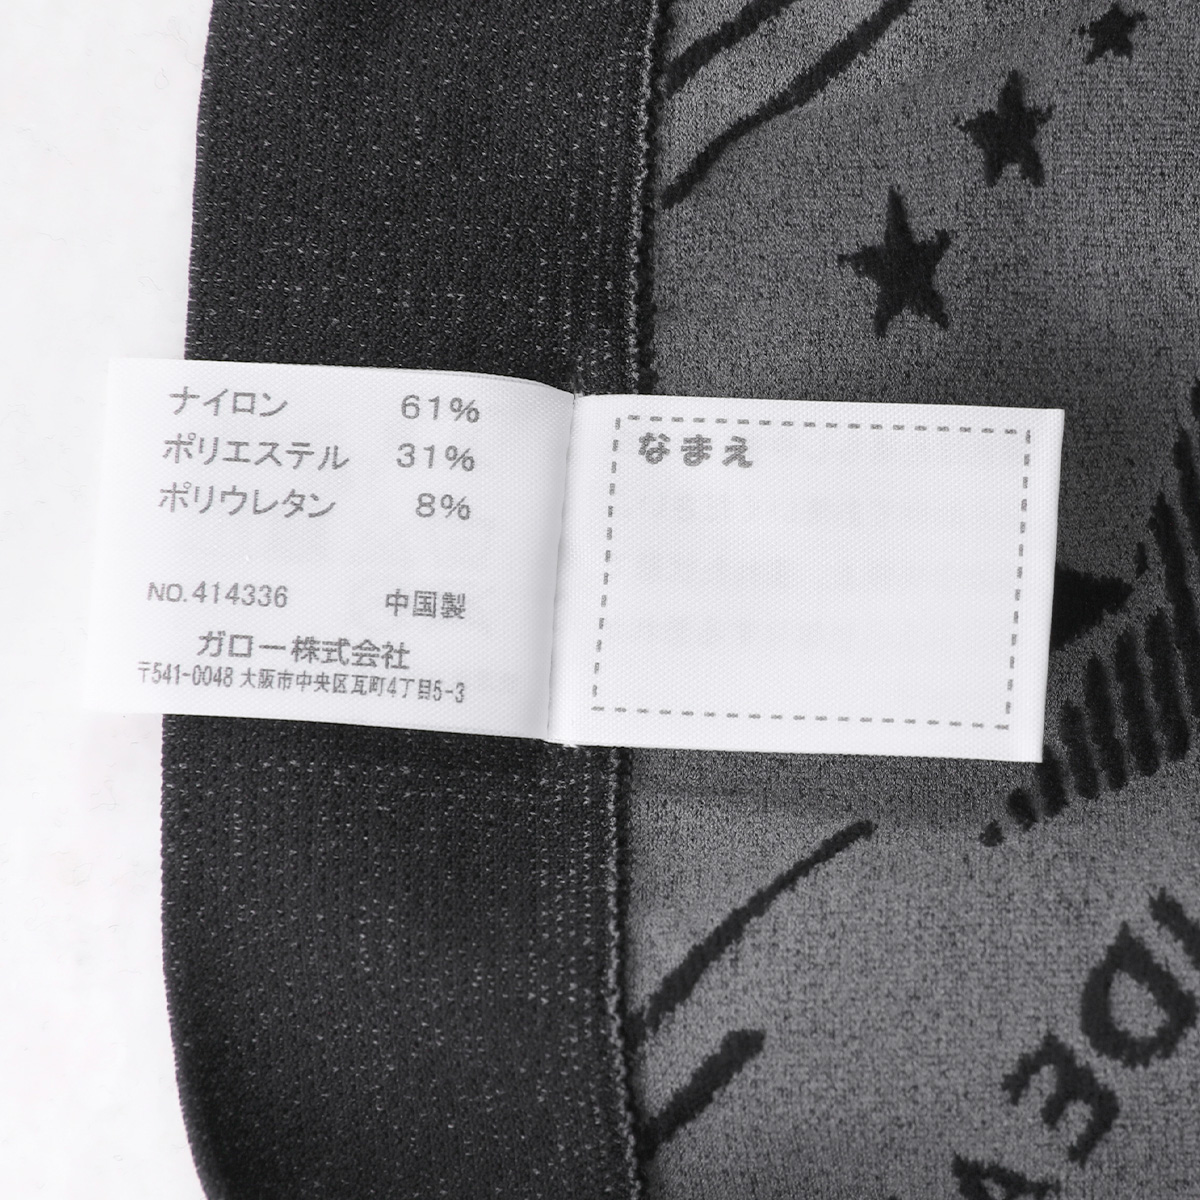 ナイロン 61%
ポリエステル 31%
ポリウレタン 8%
NO.414336 中国製
ガロー株式会社
〒541-0048 大阪市中央区瓦町4丁目5-3
なまえ